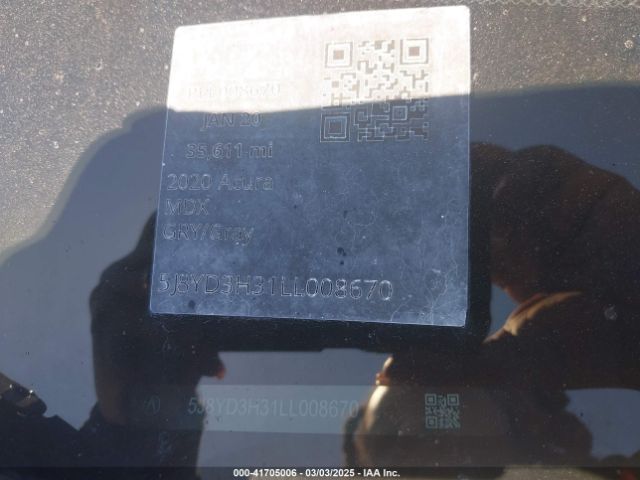 JAN 20
35,611 mi
2020 Acura
MDX
GRY/Gray
5J8YD3H31LL008670
5J8YD3H31LL008670
000-41705006 — 03/03/2025 — IAA Inc.